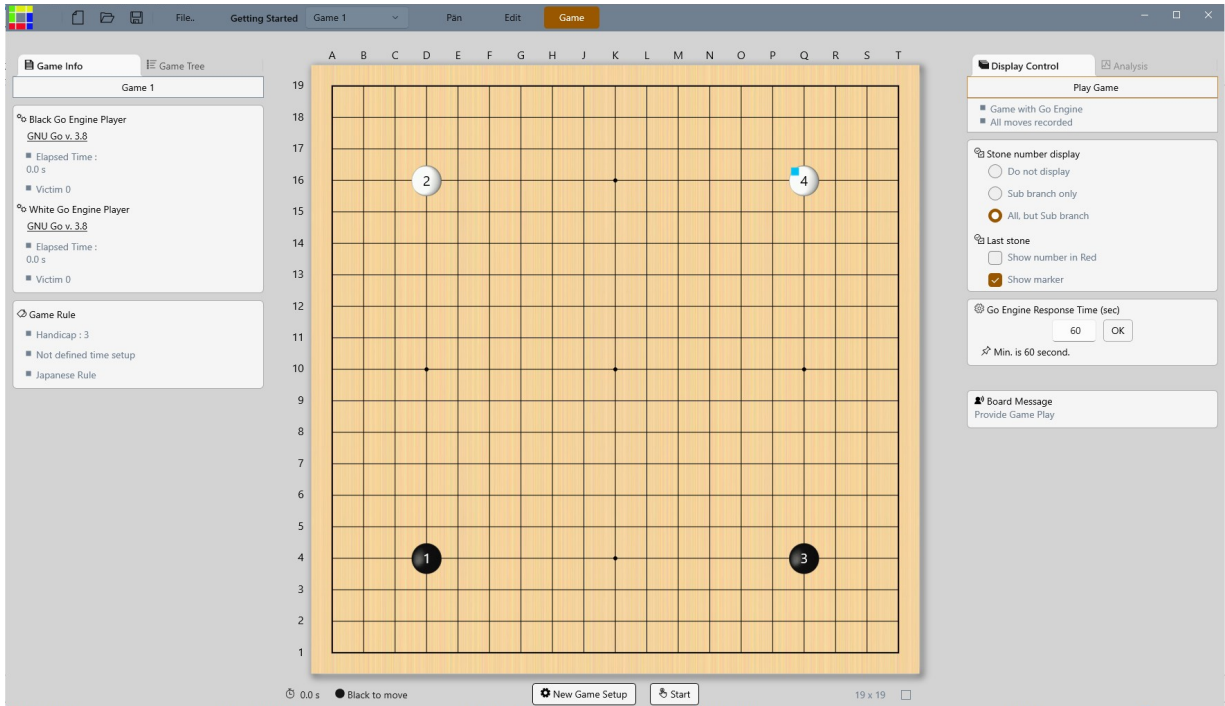 File.. Getting Started Game 1 Pan Edit Game
Game Info Game Tree
Game 1
Black Go Engine Player
GNU Go v. 3.8
Elapsed Time :
0.0 s
Victim 0
White Go Engine Player
GNU Go v. 3.8
Elapsed Time :
0.0 s
Victim 0
Game Rule
Handicap : 3
Not defined time setup
Japanese Rule
A B C D E F G H J K L M N O P Q R S T
19
18
17
16 2 4
15
14
13
12
11
10
9
8
7
6
5
4 1 3
3
2
1
0.0 s Black to move New Game Setup Start 19 x 19
Display Control Analysis
Play Game
Game with Go Engine
All moves recorded
Stone number display
Do not display
Sub branch only
All, but Sub branch
Last stone
Show number in Red
Show marker
Go Engine Response Time (sec)
60 OK
Min. is 60 second.
Board Message
Provide Game Play